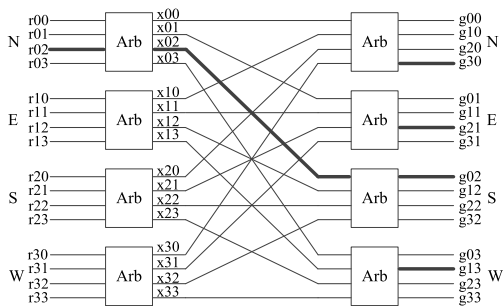 r00 x00 g00
r01 x01 g10
N Arb Arb N
r02 x02 g20
r03 x03 g30
r10 x10 g01
r11 x11 g11
E Arb Arb E
r12 x12 g21
r13 x13 g31
r20 x20 g02
r21 x21 g12
S Arb Arb S
r22 x22 g22
r23 x23 g32
r30 x30 g03
r31 x31 g13
W Arb Arb W
r32 x32 g23
r33 x33 g33